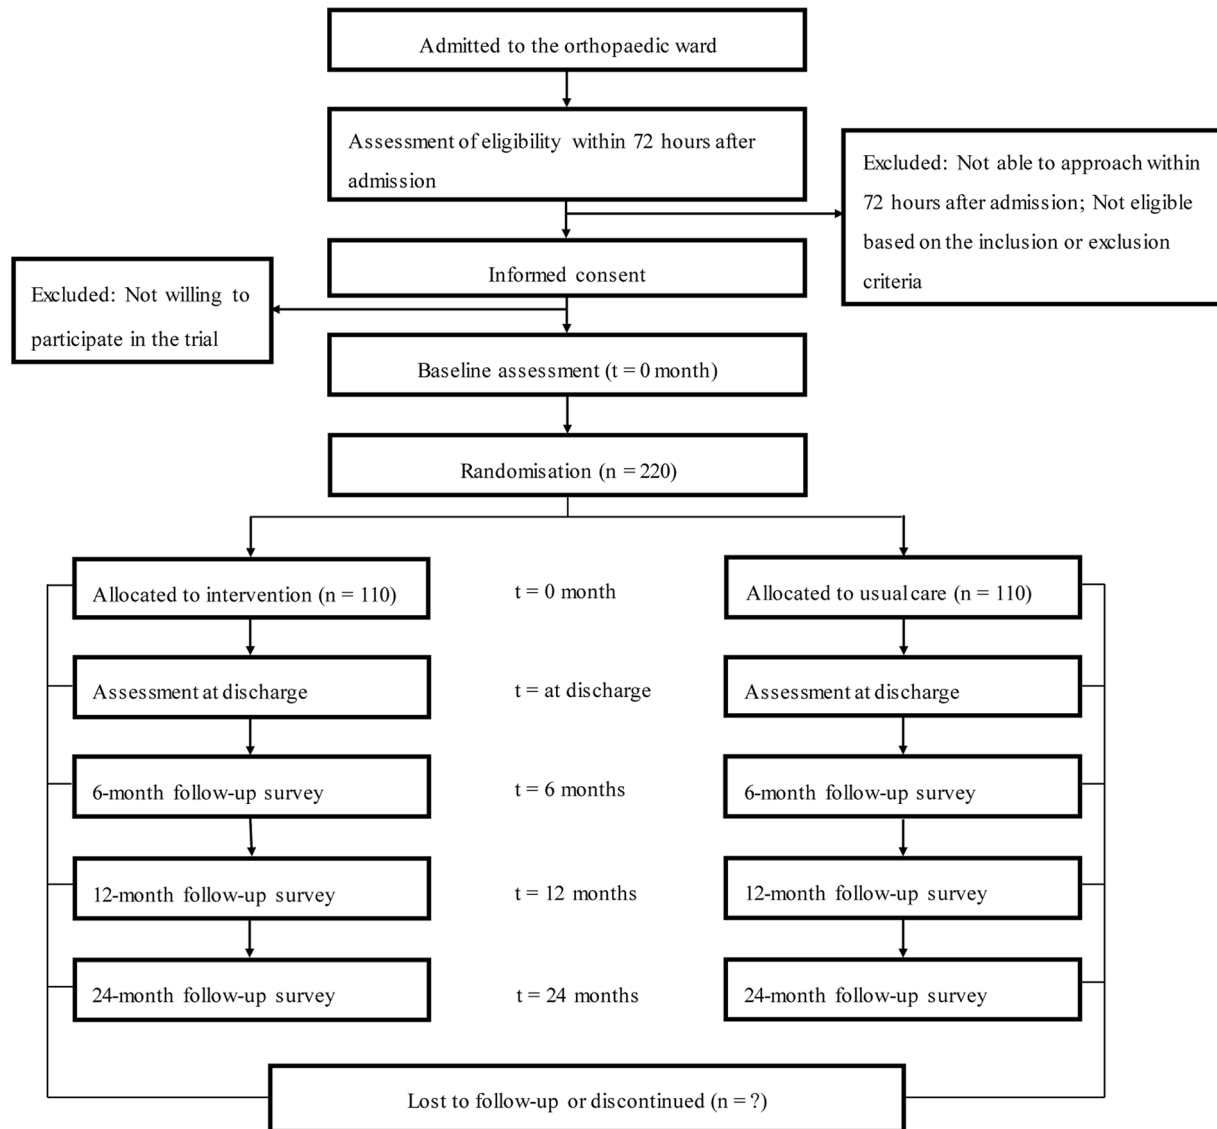 Admitted to the orthopaedic ward
Assessment of eligibility within 72 hours after
admission
Excluded: Not able to approach within
72 hours after admission; Not eligible
based on the inclusion or exclusion
criteria
Informed consent
Excluded: Not willing to
participate in the trial
Baseline assessment (t = 0 month)
Randomisation (n = 220)
Allocated to intervention (n = 110)
t = 0 month
Allocated to usual care (n = 110)
Assessment at discharge
t = at discharge
Assessment at discharge
6-month follow-up survey
t = 6 months
6-month follow-up survey
12-month follow-up survey
t = 12 months
12-month follow-up survey
24-month follow-up survey
t = 24 months
24-month follow-up survey
Lost to follow-up or discontinued (n = ?)